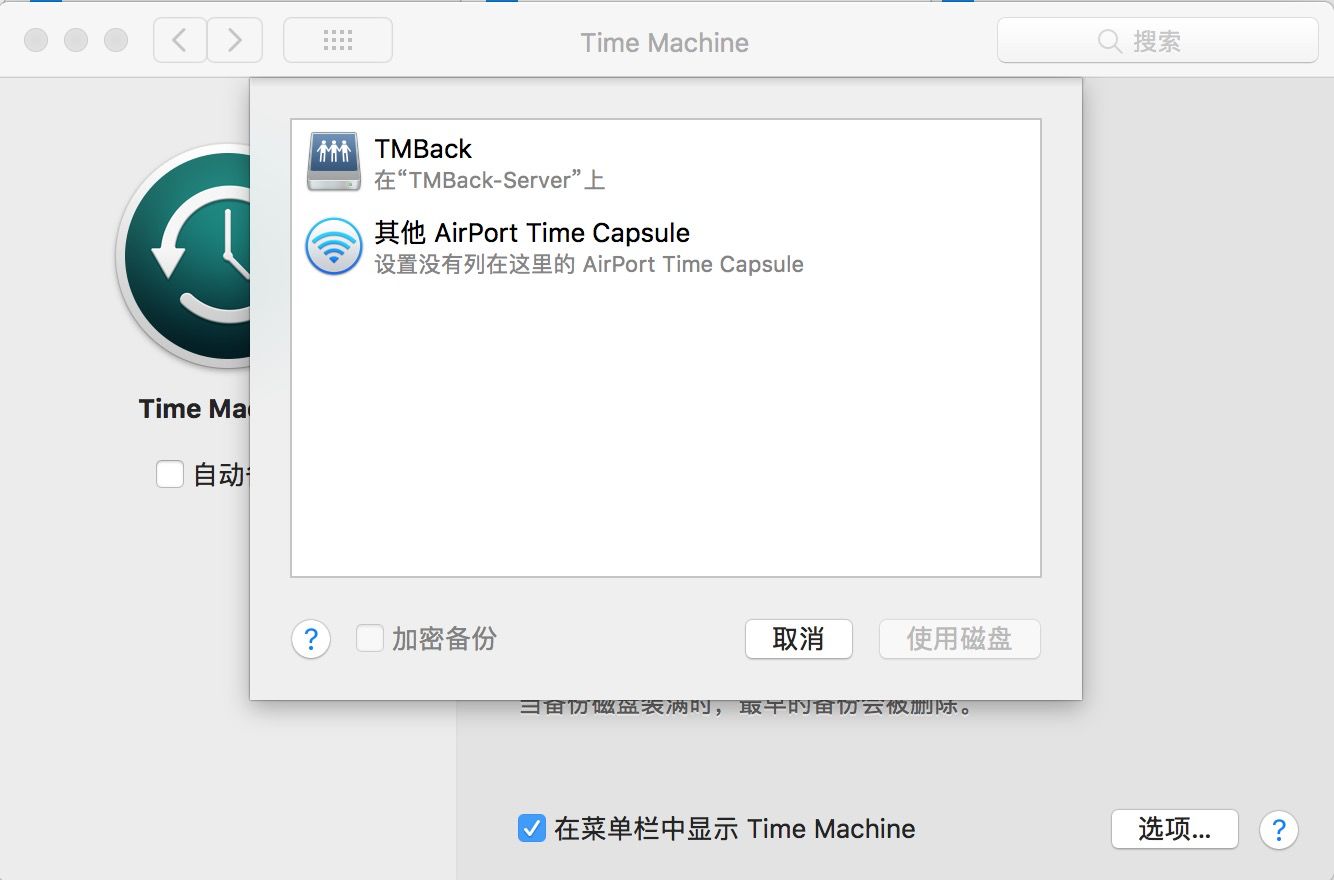 Time Machine
搜索
TMBack
在“TMBack-Server”上
其他 AirPort Time Capsule
设置没有列在这里的 AirPort Time Capsule
Time Mac
自动
?
加密备份
取消
使用磁盘
当备份磁盘装满时，最早的备份会被删除。
在菜单栏中显示 Time Machine
选项...
?